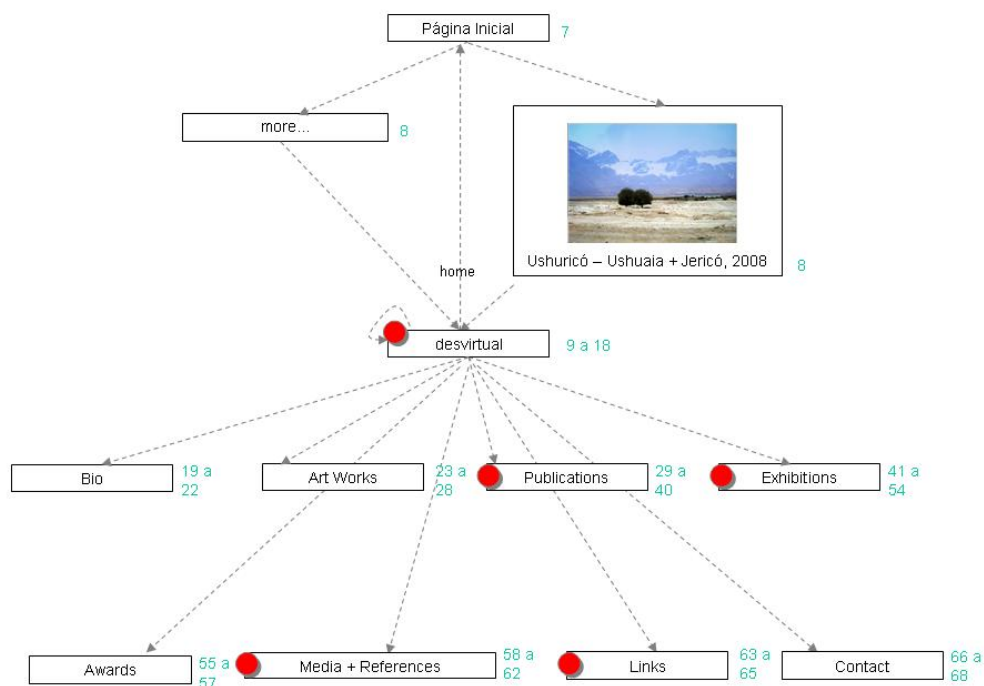 Página Inicial
7
more...
8
Ushuricó – Ushuaia + Jericó, 2008
8
home
desvirtual
9 a 18
Bio
19 a
22
Art Works
23 a
28
Publications
29 a
40
Exhibitions
41 a
54
Awards
55 a
57
Media + References
58 a
62
Links
63 a
65
Contact
66 a
68